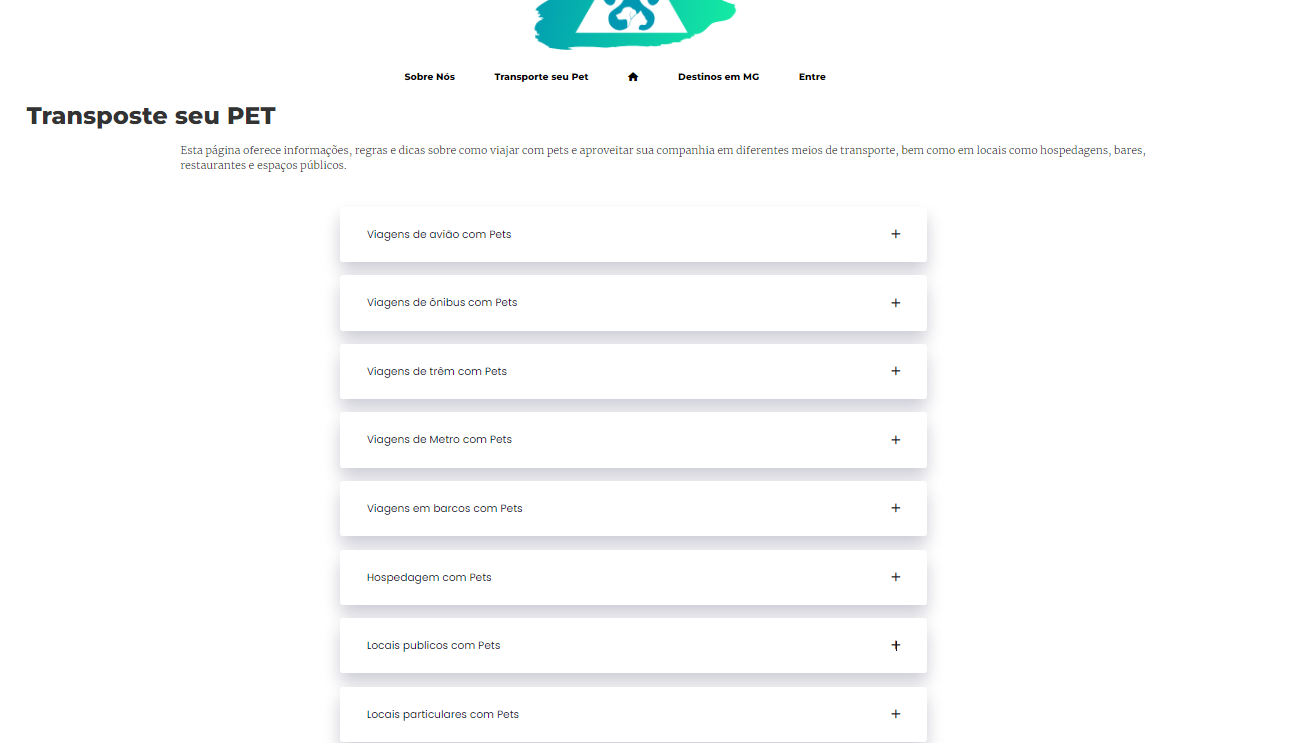 Sobre Nós Transporte seu Pet Destinos em MG Entre
Transposte seu PET
Esta página oferece informações, regras e dicas sobre como viajar com pets e aproveitar sua companhia em diferentes meios de transporte, bem como em locais como hospedagens, bares,
restaurantes e espaços públicos.
Viagens de avião com Pets +
Viagens de ônibus com Pets +
Viagens de trêm com Pets +
Viagens de Metro com Pets +
Viagens em barcos com Pets +
Hospedagem com Pets +
Locais publicos com Pets +
Locais particulares com Pets +